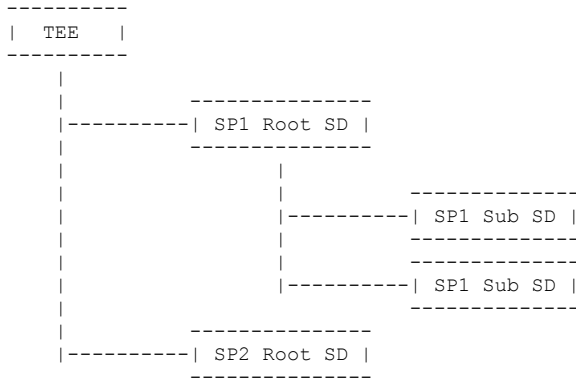 ----------
|  TEE   |
----------
    |
    |          ---------------
    |----------| SP1 Root SD |
    |          ---------------
    |                 |
    |                 |          --------------
    |                 |----------| SP1 Sub SD |
    |                 |          --------------
    |                 |          --------------
    |                 |----------| SP1 Sub SD |
    |                            --------------
    |          ---------------
    |----------| SP2 Root SD |
               ---------------